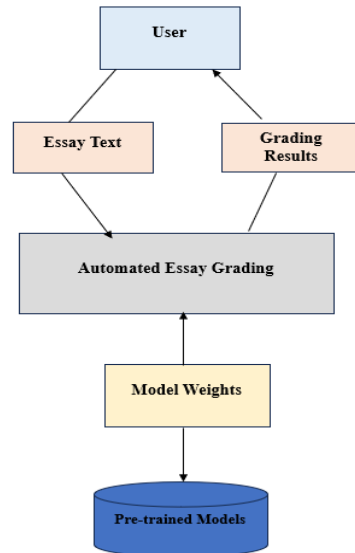 User
Essay Text
Grading
Results
Automated Essay Grading
Model Weights
Pre-trained Models